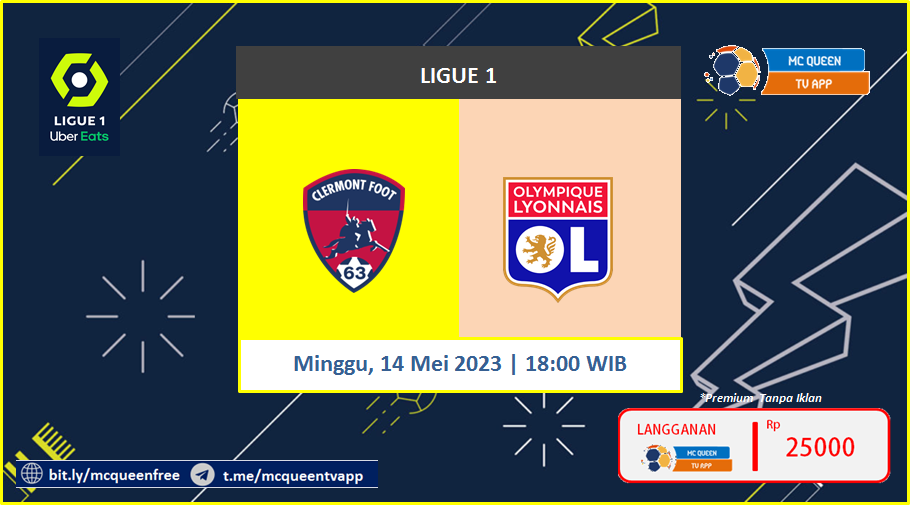 LIGUE 1
Uber Eats
LIGUE 1
MC QUEEN
TV APP
CLERMONT FOOT
63
OLYMPIQUE
LYONNAIS
OL
Minggu, 14 Mei 2023 | 18:00 WIB
*Premium Tanpa Iklan
LANGGANAN
Rp
25000
MC QUEEN
TV APP
bit.ly/mcqueenfree
t.me/mcqueentvapp